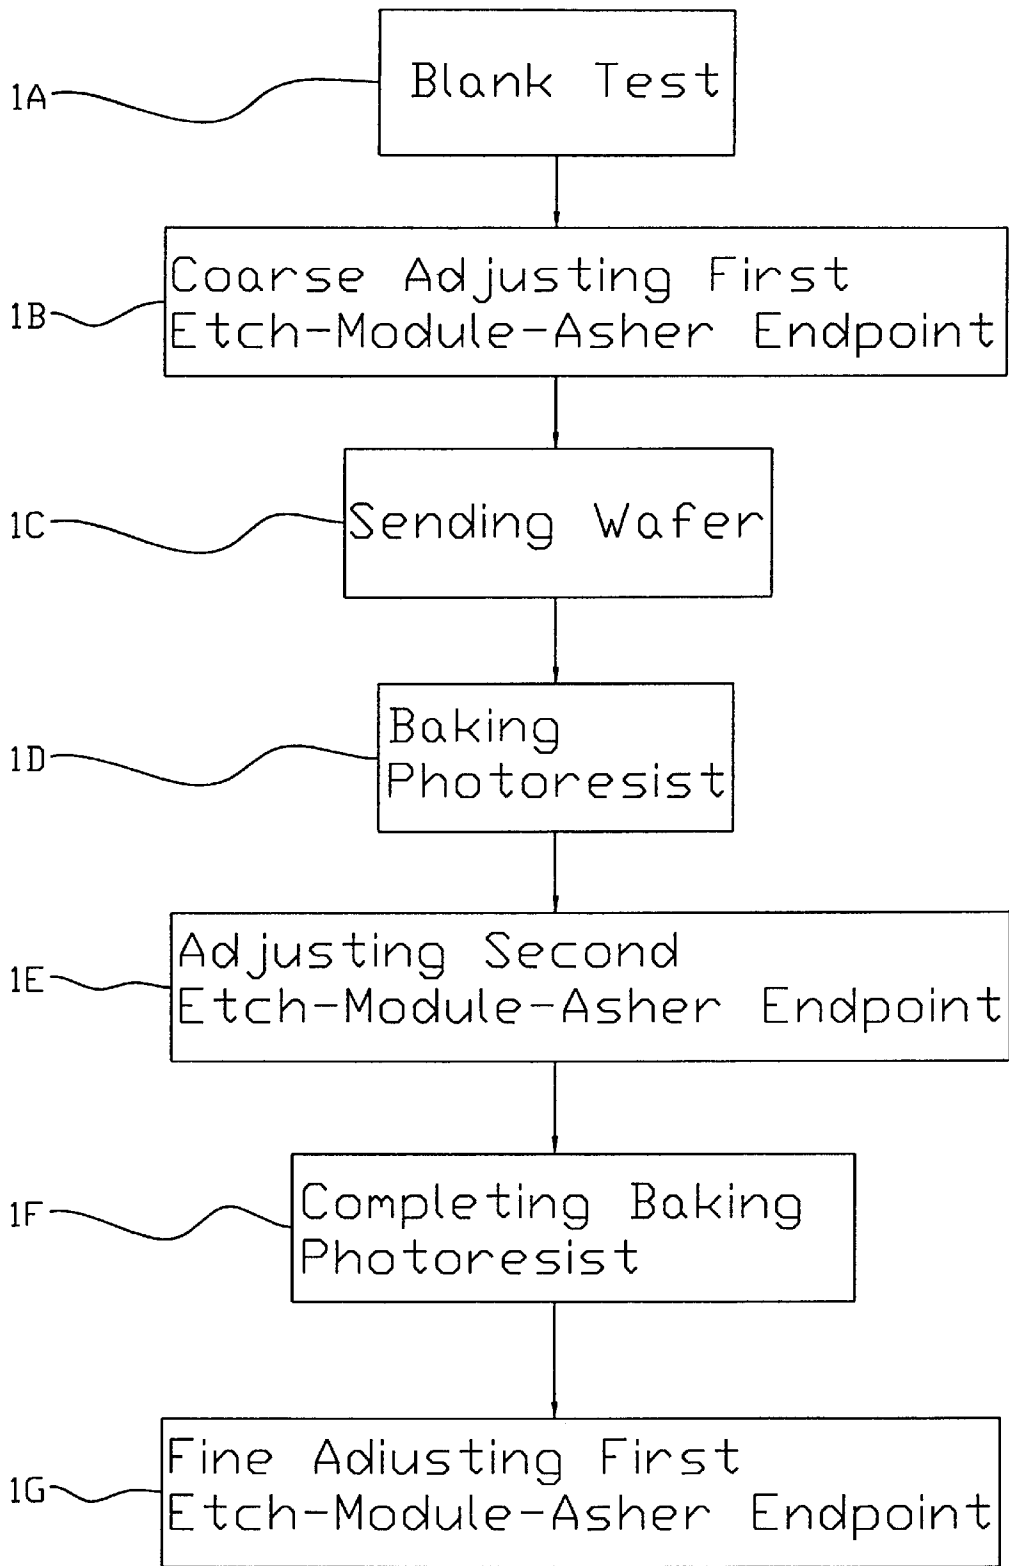 1A
Blank Test
1B
Coarse Adjusting First
Etch-Module-Asher Endpoint
1C
Sending Wafer
1D
Baking
Photoresist
1E
Adjusting Second
Etch-Module-Asher Endpoint
1F
Completing Baking
Photoresist
1G
Fine Adiusting First
Etch-Module-Asher Endpoint